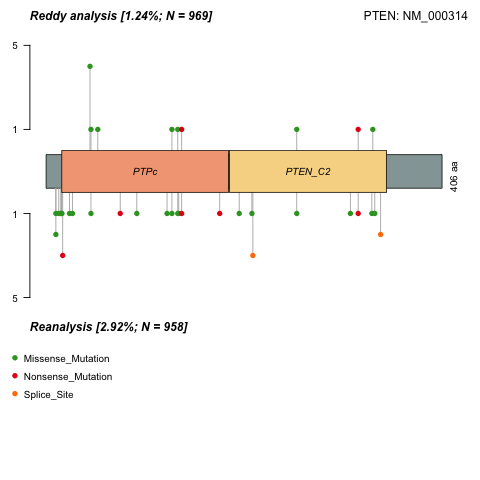 Reddy analysis [1.24%; N = 969]
PTEN: NM_000314
5
1
PTPc
PTEN_C2
406 aa
1
5
Reanalysis [2.92%; N = 958]
Missense_Mutation
Nonsense_Mutation
Splice_Site